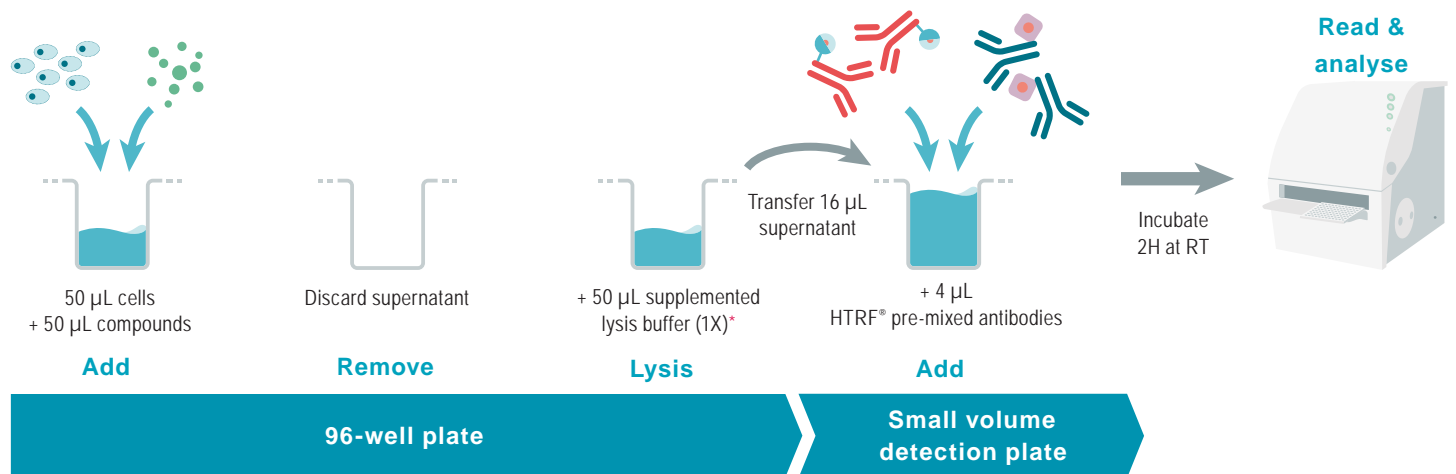 50 µL cells
+ 50 µL compounds
Add
Discard supernatant
Remove
+ 50 µL supplemented
lysis buffer (1X)*
Lysis
Transfer 16 µL
supernatant
+ 4 µL
HTRF® pre-mixed antibodies
Add
Incubate
2H at RT
Read &
analyse
96-well plate
Small volume
detection plate